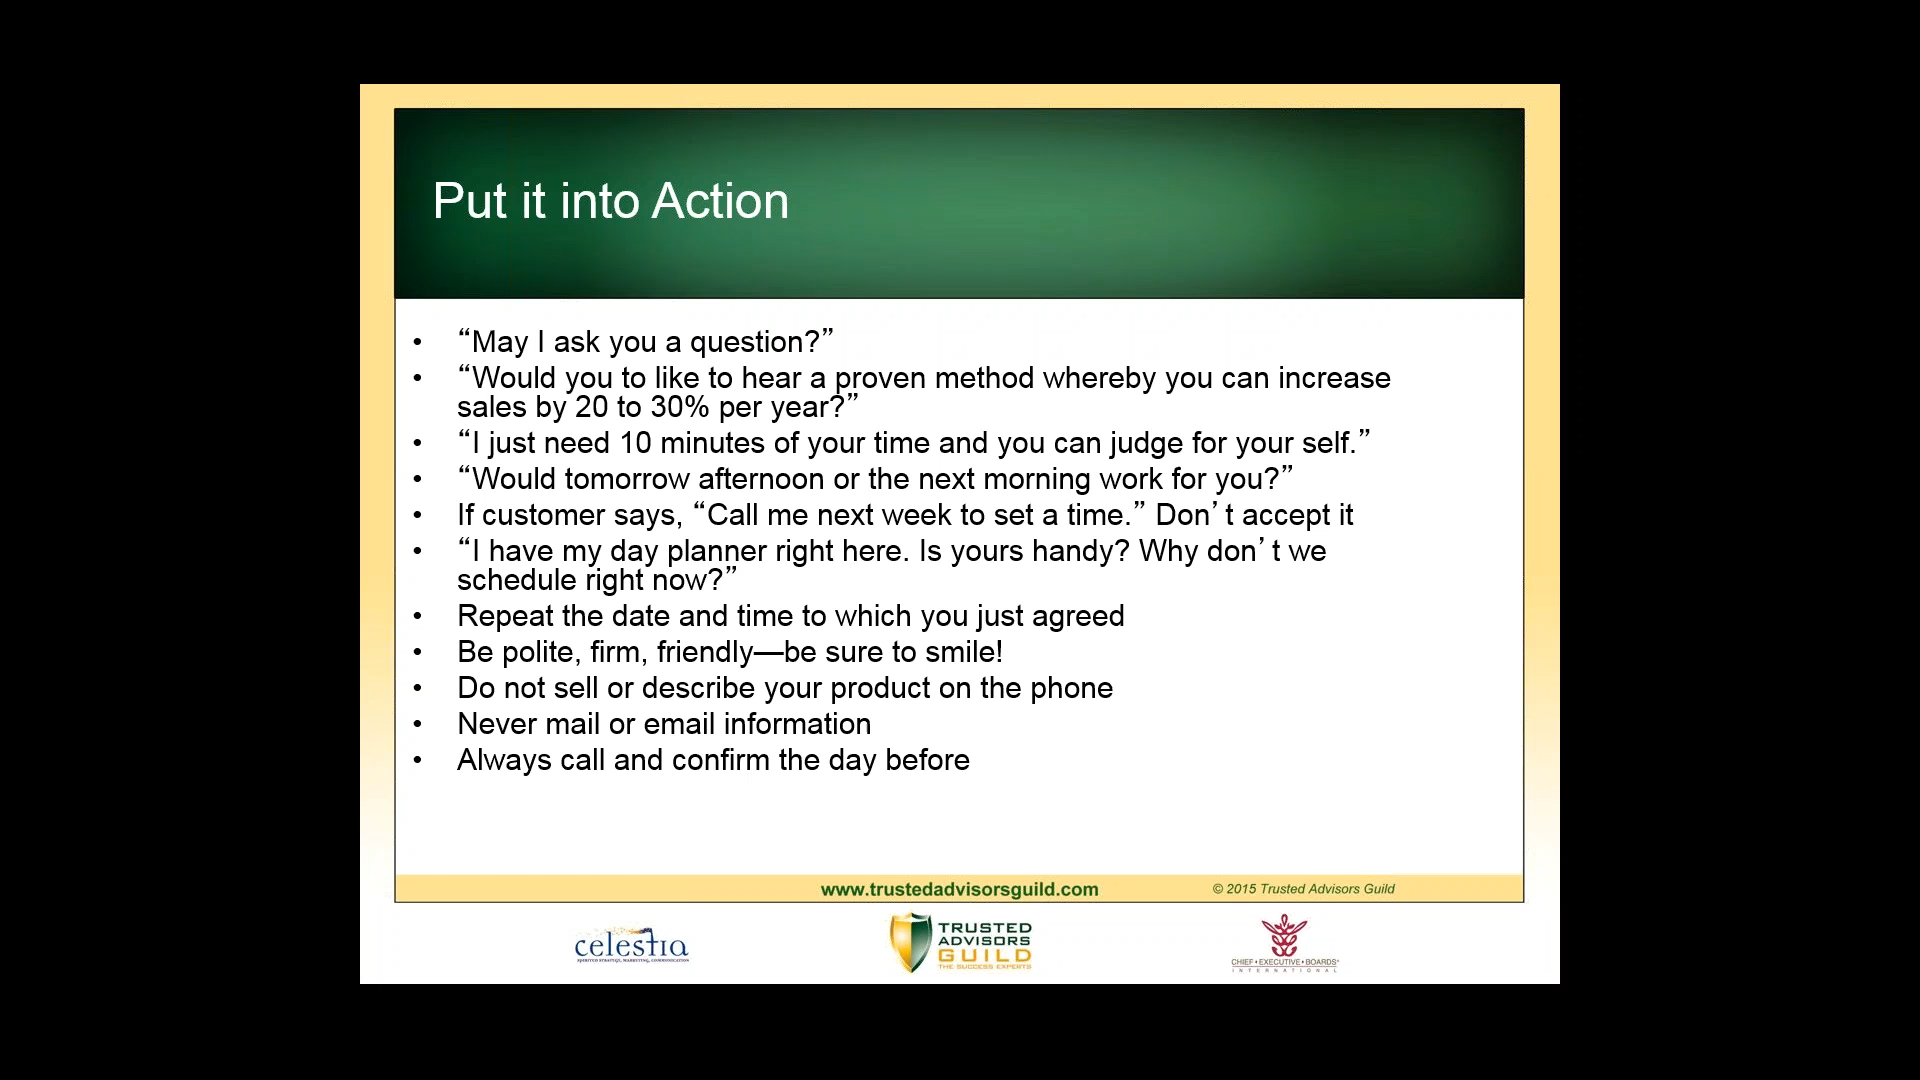 Put it into Action
• “May I ask you a question?”
• “Would you to like to hear a proven method whereby you can increase
sales by 20 to 30% per year?”
• “I just need 10 minutes of your time and you can judge for your self.”
• “Would tomorrow afternoon or the next morning work for you?”
• If customer says, “Call me next week to set a time.” Don’t accept it
• “I have my day planner right here. Is yours handy? Why don’t we
schedule right now?”
• Repeat the date and time to which you just agreed
• Be polite, firm, friendly—be sure to smile!
• Do not sell or describe your product on the phone
• Never mail or email information
• Always call and confirm the day before
www.trustedadvisorsguild.com
© 2015 Trusted Advisors Guild
celestia
SPIRITED STRATEGY, MARKETING, COMMUNICATION
TRUSTED
ADVISORS
GUILD
THE SUCCESS EXPERTS
CHIEF • EXECUTIVE • BOARDS
INTERNATIONAL